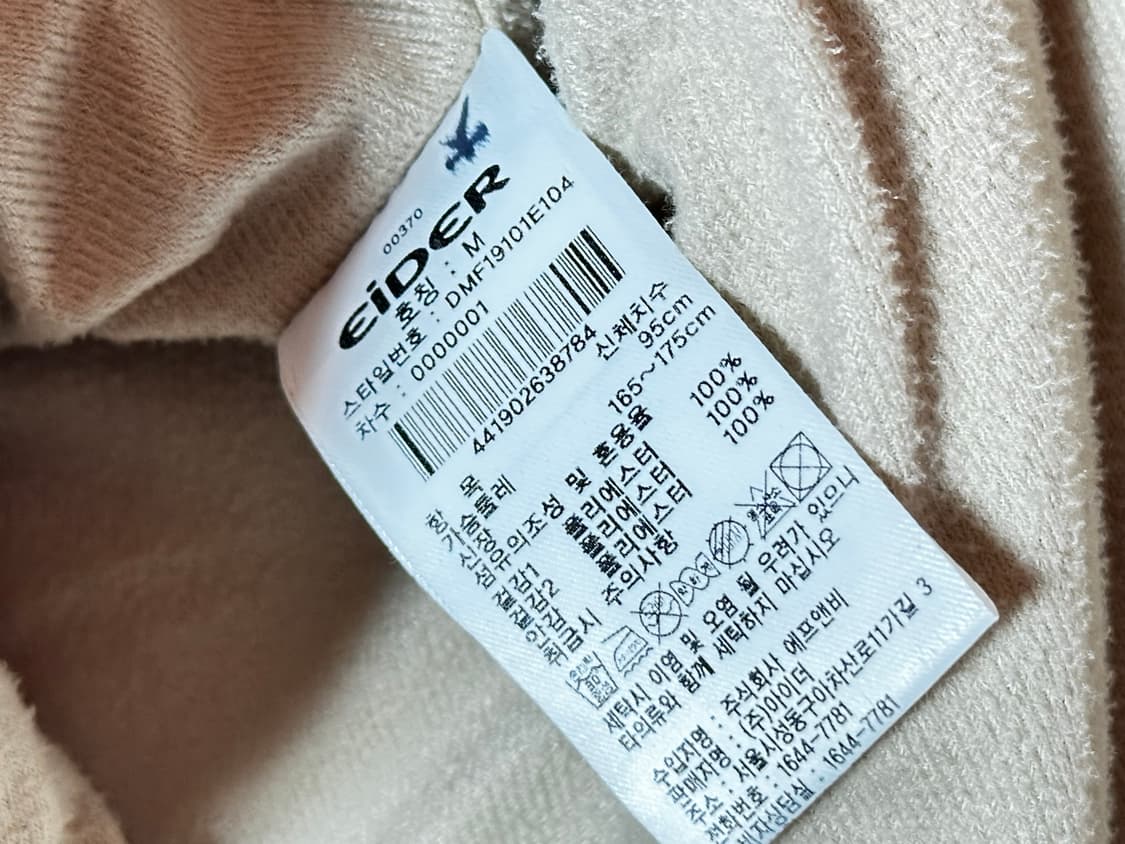 00370
EiDER
호칭 : M
스타일번호 : DMF19101E104
차수 : 0000001
441902638784
항목 신체치수
가슴둘레 95cm
신장 165~175cm
섬유의조성 및 혼용율
겉감1 폴리에스터 100%
겉감2 폴리에스터 100%
안감 폴리에스터 100%
취급시 주의사항
세탁시 이염 및 오염 될 우려가 있으니
타의류와 함께 세탁하지 마십시오
수입자명 : 주식회사 에프앤비
판매자명 : (주)아이더
주소 : 서울시성동구아차산로11가길 3
전화번호 : 1644-7781
비자상담실 : 1644-7781